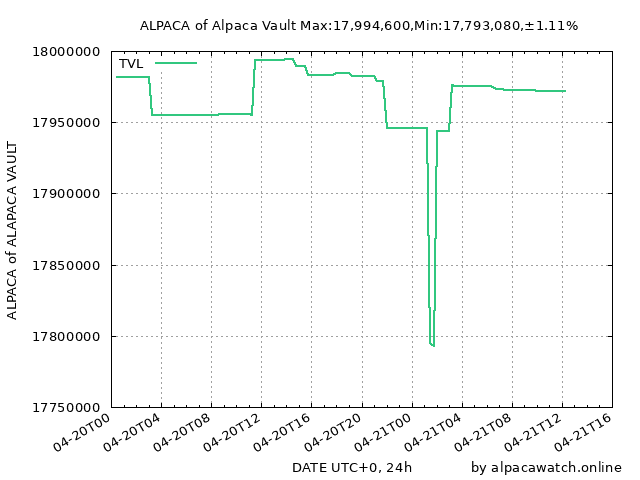 ALPACA of Alpaca Vault Max:17,994,600,Min:17,793,080,±1.11%
TVL
18000000
17950000
17900000
17850000
17800000
17750000
ALPACA of ALAPACA VAULT
04-20T00
04-20T04
04-20T08
04-20T12
04-20T16
04-20T20
04-21T00
04-21T04
04-21T08
04-21T12
04-21T16
DATE UTC+0, 24h
by alpacawatch.online